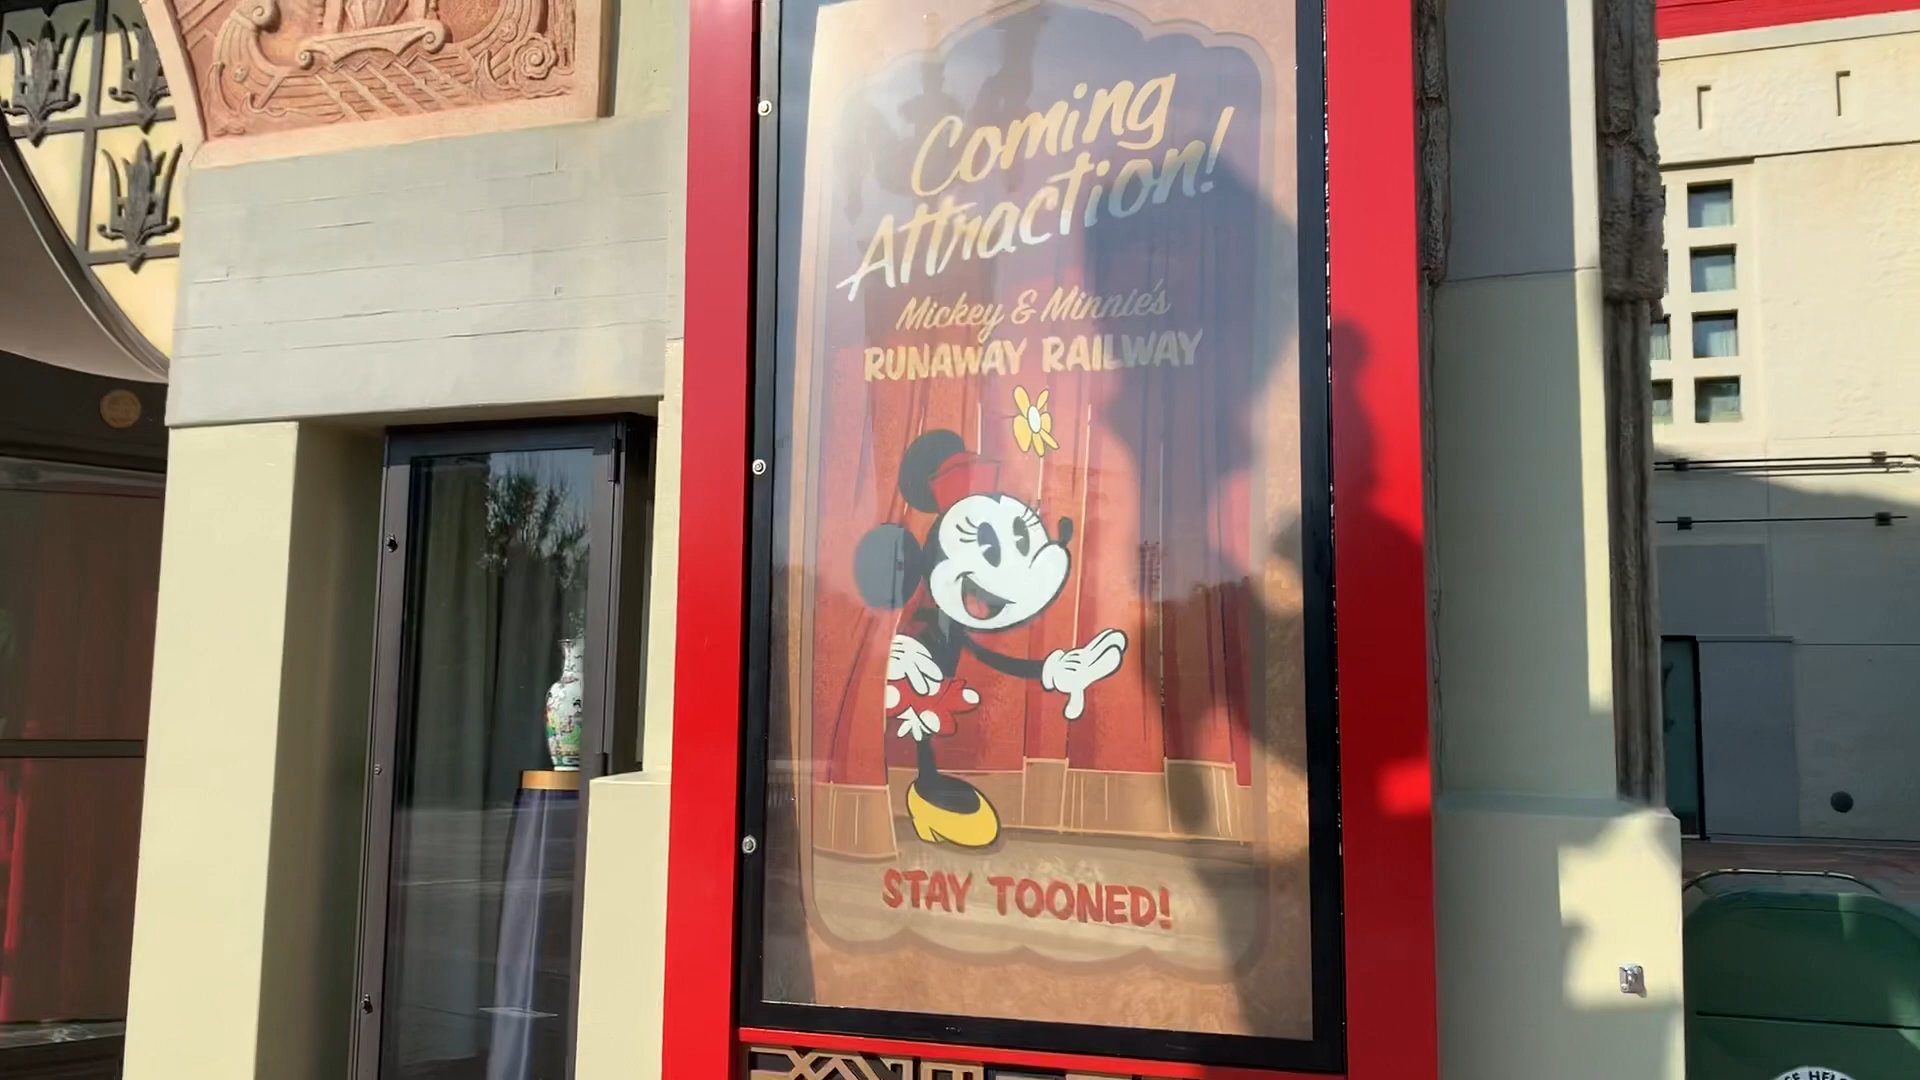 Coming
Attraction!
Mickey & Minnie's
RUNAWAY RAILWAY
STAY TOONED!